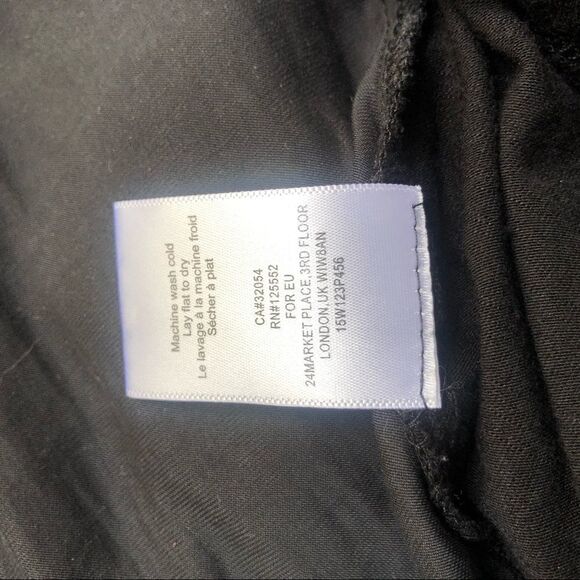 Machine wash cold
Lay flat to dry
Le lavage à la machine froid
Sécher à plat
CA#32054
RN#125552
FOR EU
24MARKET PLACE,3RD FLOOR
LONDON,UK WIW8AN
15W123P456